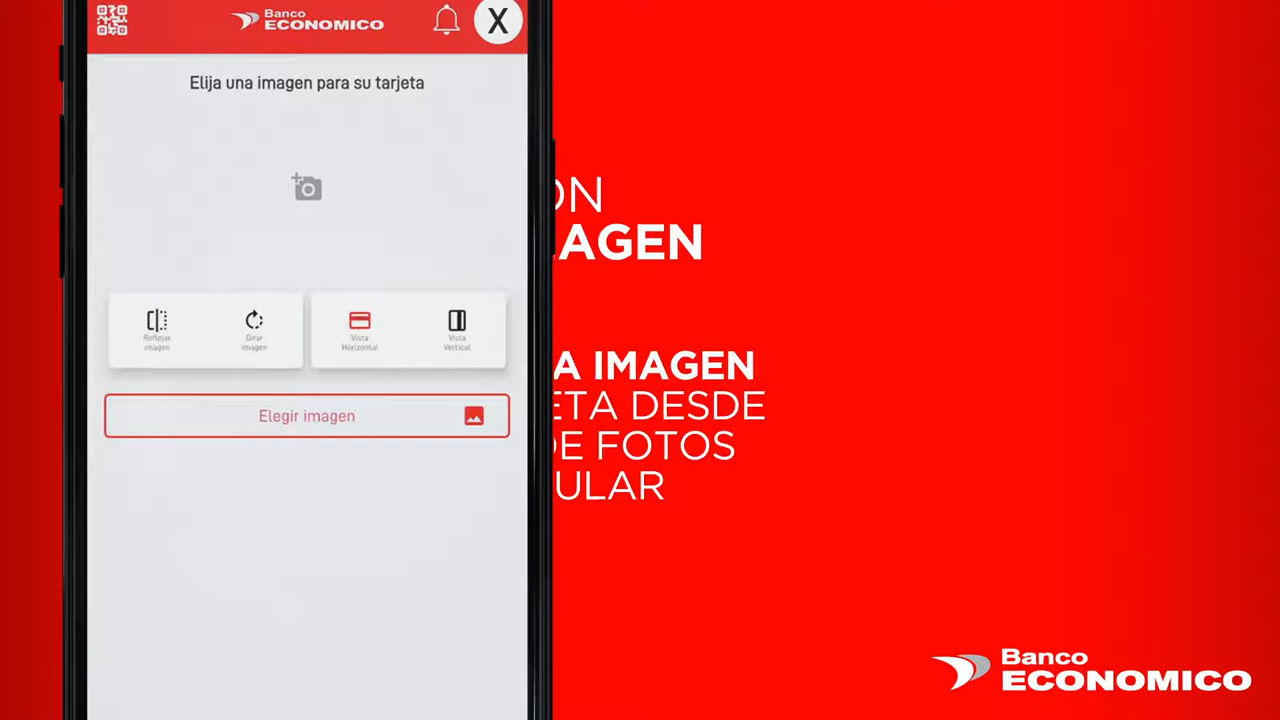 Banco
ECONOMICO
X
Elija una imagen para su tarjeta
Reflejar
imagen
Girar
imagen
Vista
Horizontal
Vista
Vertical
Elegir imagen
ON
AGEN
A IMAGEN
ETA DESDE
DE FOTOS
ULAR
Banco
ECONOMICO